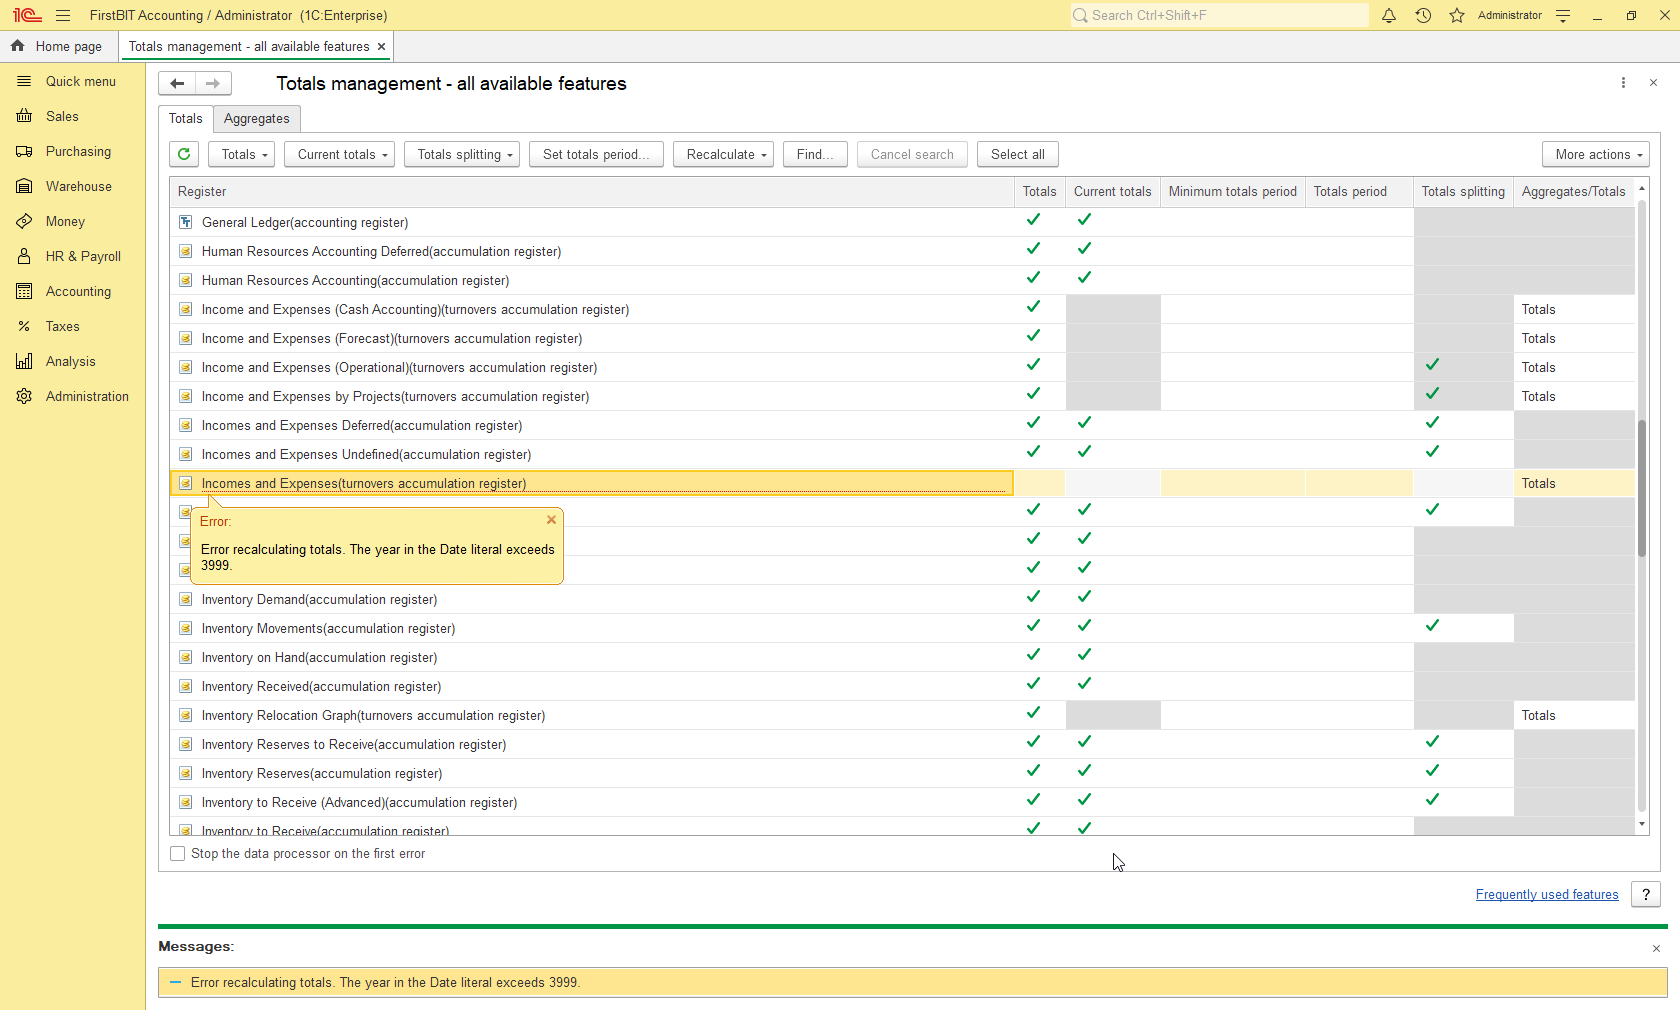 FirstBIT Accounting / Administrator (1C:Enterprise)
Search Ctrl+Shift+F
Administrator
Home page
Totals management - all available features ×
Quick menu
Sales
Purchasing
Warehouse
Money
HR & Payroll
Accounting
Taxes
Analysis
Administration
Totals management - all available features
Totals
Aggregates
Totals
Current totals
Totals splitting
Set totals period...
Recalculate
Find...
Cancel search
Select all
More actions
Register Totals Current totals Minimum totals period Totals period Totals splitting Aggregates/Totals
General Ledger(accounting register)
Human Resources Accounting Deferred(accumulation register)
Human Resources Accounting(accumulation register)
Income and Expenses (Cash Accounting)(turnovers accumulation register) Totals
Income and Expenses (Forecast)(turnovers accumulation register) Totals
Income and Expenses (Operational)(turnovers accumulation register) Totals
Income and Expenses by Projects(turnovers accumulation register) Totals
Incomes and Expenses Deferred(accumulation register)
Incomes and Expenses Undefined(accumulation register)
Incomes and Expenses(turnovers accumulation register) Totals
Error:
Error recalculating totals. The year in the Date literal exceeds
3999.
Inventory Demand(accumulation register)
Inventory Movements(accumulation register)
Inventory on Hand(accumulation register)
Inventory Received(accumulation register)
Inventory Relocation Graph(turnovers accumulation register) Totals
Inventory Reserves to Receive(accumulation register)
Inventory Reserves(accumulation register)
Inventory to Receive (Advanced)(accumulation register)
Inventory to Receive(accumulation register)
Stop the data processor on the first error
Frequently used features
?
Messages:
Error recalculating totals. The year in the Date literal exceeds 3999.